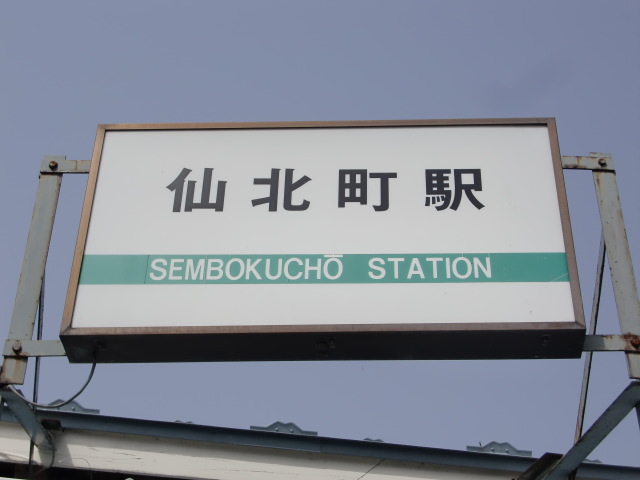 仙北町駅
SEMBOKUCHŌ STATION